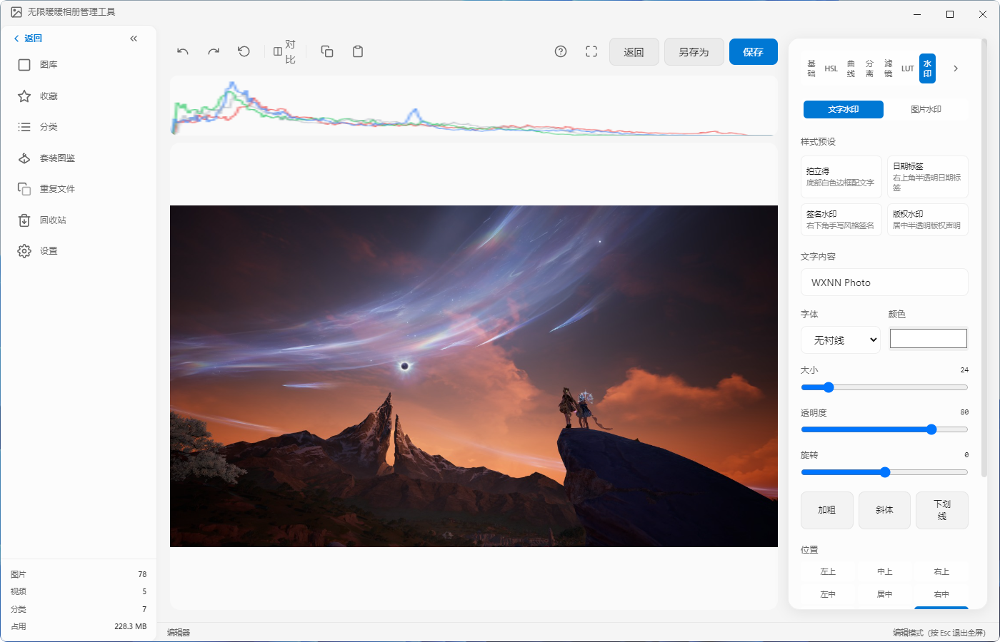 无限暖暖相册管理工具
返回
图库
收藏
分类
套装图鉴
重复文件
回收站
设置
图片 78
视频 5
分类 7
占用 228.3 MB
对
比
返回
另存为
保存
基
础
HSL
曲
线
分
离
滤
镜
LUT
水
印
文字水印
图片水印
样式预设
拍立得
底部白色边框配文字
日期标签
右上角半透明日期标
签
签名水印
右下角手写风格签名
版权水印
居中半透明版权声明
文字内容
WXNN Photo
字体
颜色
无衬线
大小 24
透明度 80
旋转 0
加粗
斜体
下划
线
位置
左上
中上
右上
左中
居中
右中
编辑器
编辑模式（按 Esc 退出全屏）